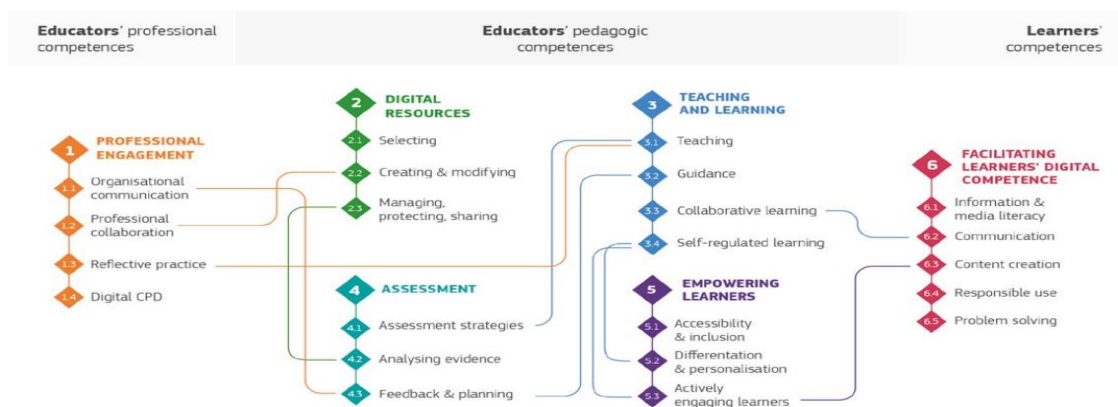 Educators' professional
competences
Educators' pedagogic
competences
Learners'
competences
1
PROFESSIONAL
ENGAGEMENT
1.1
Organisational
communication
1.2
Professional
collaboration
1.3
Reflective practice
1.4
Digital CPD
2
DIGITAL
RESOURCES
2.1
Selecting
2.2
Creating & modifying
2.3
Managing,
protecting, sharing
4
ASSESSMENT
4.1
Assessment strategies
4.2
Analysing evidence
4.3
Feedback & planning
3
TEACHING
AND LEARNING
3.1
Teaching
3.2
Guidance
3.3
Collaborative learning
3.4
Self-regulated learning
5
EMPOWERING
LEARNERS
5.1
Accessibility
& inclusion
5.2
Differentation
& personalisation
5.3
Actively
engaging learners
6
FACILITATING
LEARNERS' DIGITAL
COMPETENCE
6.1
Information &
media literacy
6.2
Communication
6.3
Content creation
6.4
Responsible use
6.5
Problem solving